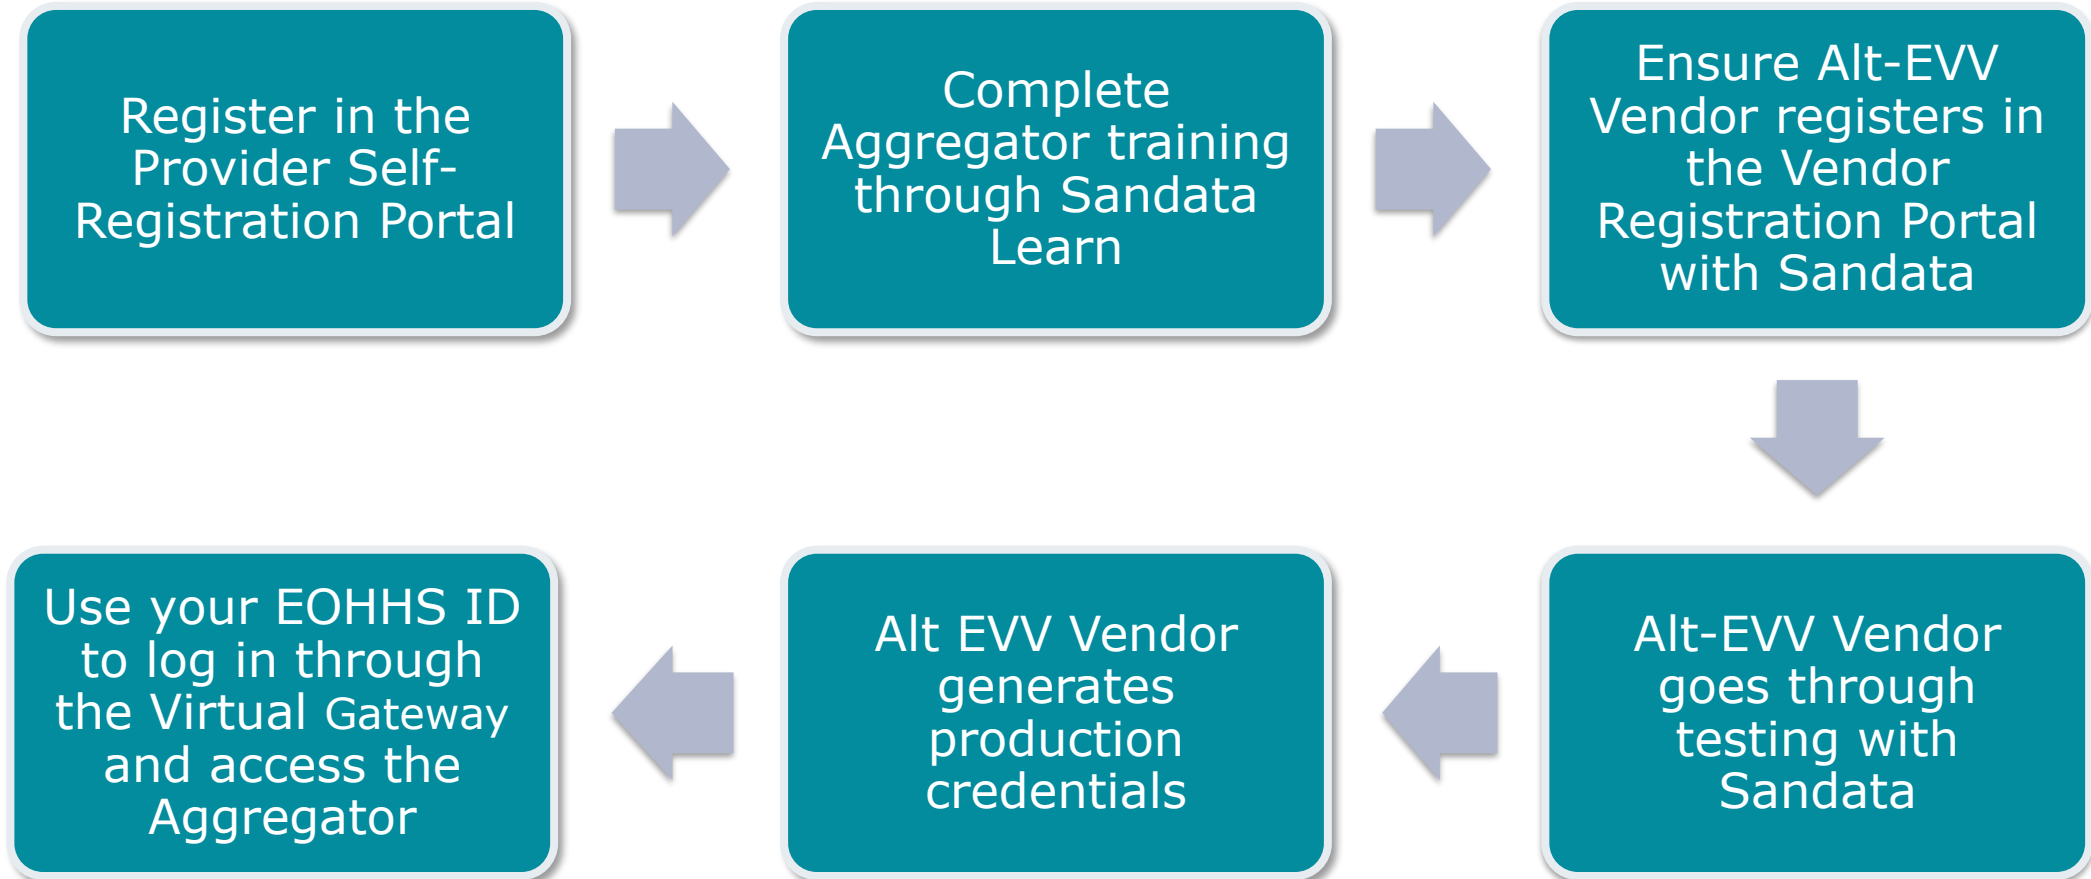 Register in the
Provider Self-
Registration Portal
Complete
Aggregator training
through Sandata
Learn
Ensure Alt-EVV
Vendor registers in
the Vendor
Registration Portal
with Sandata
Alt-EVV Vendor
goes through
testing with
Sandata
Alt EVV Vendor
generates
production
credentials
Use your EOHHS ID
to log in through
the Virtual Gateway
and access the
Aggregator